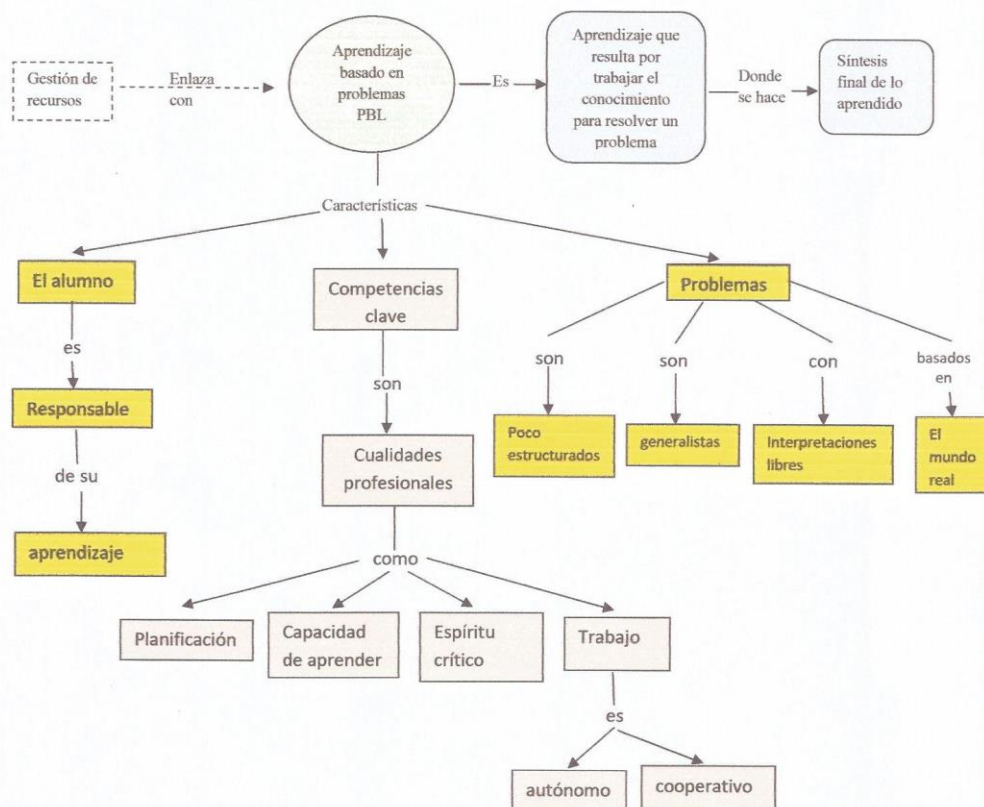 Gestión de
recursos
Enlaza
con
Aprendizaje
basado en
problemas
PBL
Es
Aprendizaje que
resulta por
trabajar el
conocimiento
para resolver un
problema
Donde
se hace
Síntesis
final de lo
aprendido
Características
El alumno
es
Responsable
de su
aprendizaje
Competencias
clave
son
Cualidades
profesionales
como
Planificación
Capacidad
de aprender
Espíritu
crítico
Trabajo
es
autónomo
cooperativo
Problemas
son
Poco
estructurados
son
generalistas
con
Interpretaciones
libres
basados
en
El
mundo
real